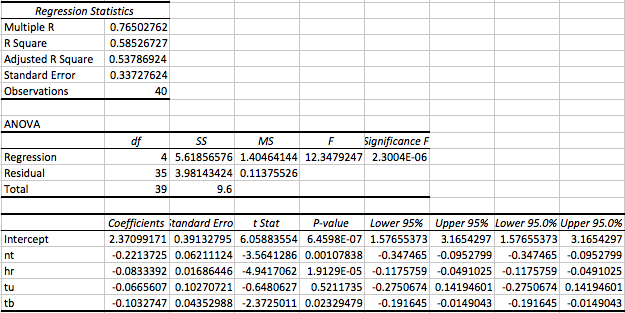 Regression Statistics
Multiple R 0.76502762
R Square 0.58526727
Adjusted R Square 0.53786924
Standard Error 0.33727624
Observations 40
ANOVA
df SS MS F Significance F
Regression 4 5.61856576 1.40464144 12.3479247 2.3004E-06
Residual 35 3.98143424 0.11375526
Total 39 9.6
Coefficients Standard Erro t Stat P-value Lower 95% Upper 95% Lower 95.0% Upper 95.0%
Intercept 2.37099171 0.39132795 6.05883554 6.4598E-07 1.57655373 3.1654297 1.57655373 3.1654297
nt -0.2213725 0.06211124 -3.5641286 0.00107838 -0.347465 -0.0952799 -0.347465 -0.0952799
hr -0.0833392 0.01686446 -4.9417062 1.9129E-05 -0.1175759 -0.0491025 -0.1175759 -0.0491025
tu -0.0665607 0.10270721 -0.6480627 0.5211735 -0.2750674 0.14194601 -0.2750674 0.14194601
tb -0.1032747 0.04352988 -2.3725011 0.02329479 -0.191645 -0.0149043 -0.191645 -0.0149043